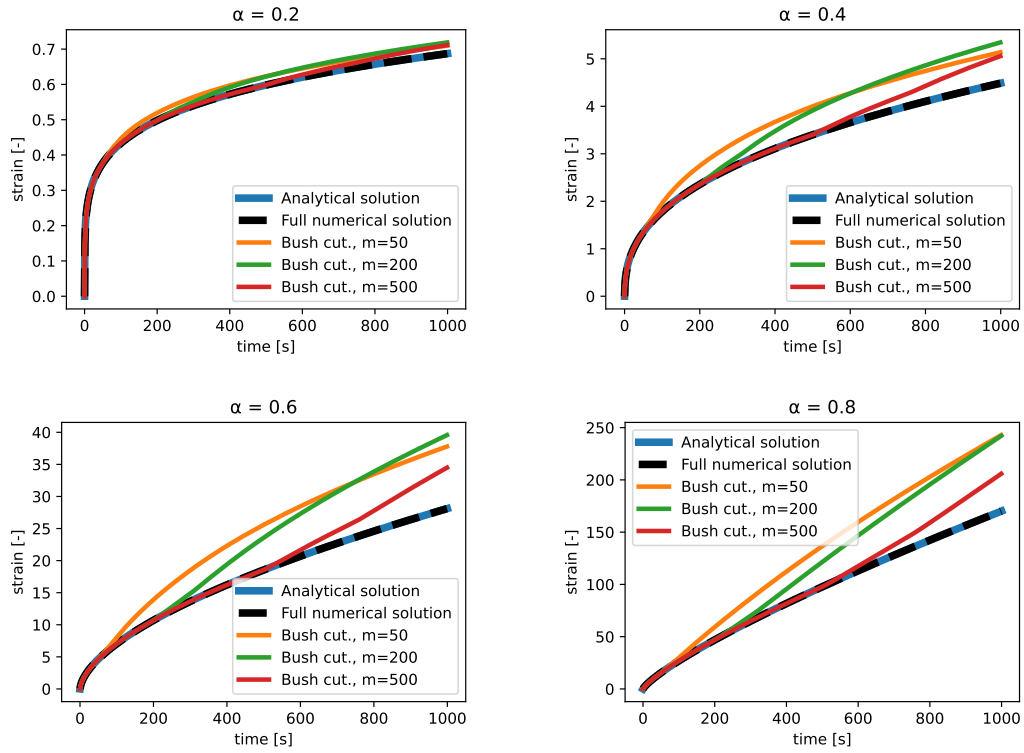 α = 0.2
0.7
0.6
0.5
0.4
0.3
0.2
0.1
0.0
strain [-]
Analytical solution
Full numerical solution
Bush cut., m=50
Bush cut., m=200
Bush cut., m=500
0 200 400 600 800 1000
time [s]
α = 0.4
5
4
3
2
1
0
strain [-]
Analytical solution
Full numerical solution
Bush cut., m=50
Bush cut., m=200
Bush cut., m=500
0 200 400 600 800 1000
time [s]
α = 0.6
40
35
30
25
20
15
10
5
0
strain [-]
Analytical solution
Full numerical solution
Bush cut., m=50
Bush cut., m=200
Bush cut., m=500
0 200 400 600 800 1000
time [s]
α = 0.8
250
200
150
100
50
0
strain [-]
Analytical solution
Full numerical solution
Bush cut., m=50
Bush cut., m=200
Bush cut., m=500
0 200 400 600 800 1000
time [s]